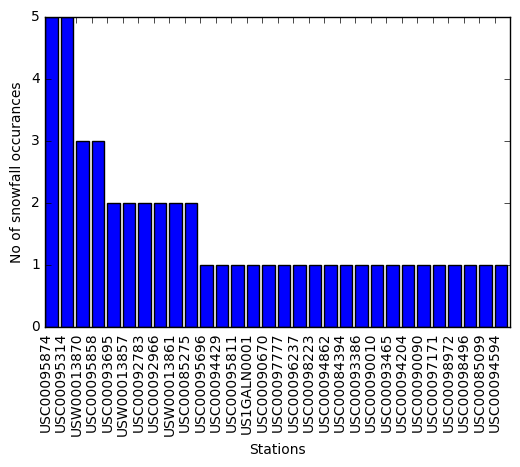 5
4
3
2
1
0
No of snowfall occurances
USC00095874
USC00095314
USW00013870
USC00095858
USC00093695
USW00013857
USC00092783
USC00092966
USW00013861
USC00085275
USC00095696
USC00094429
USC00095811
US1GALN0001
USC00090670
USC00097777
USC00096237
USC00098223
USC00094862
USC00084394
USC00093386
USC00090010
USC00093465
USC00094204
USC00090090
USC00097171
USC00098972
USC00098496
USC00085099
USC00094594
Stations